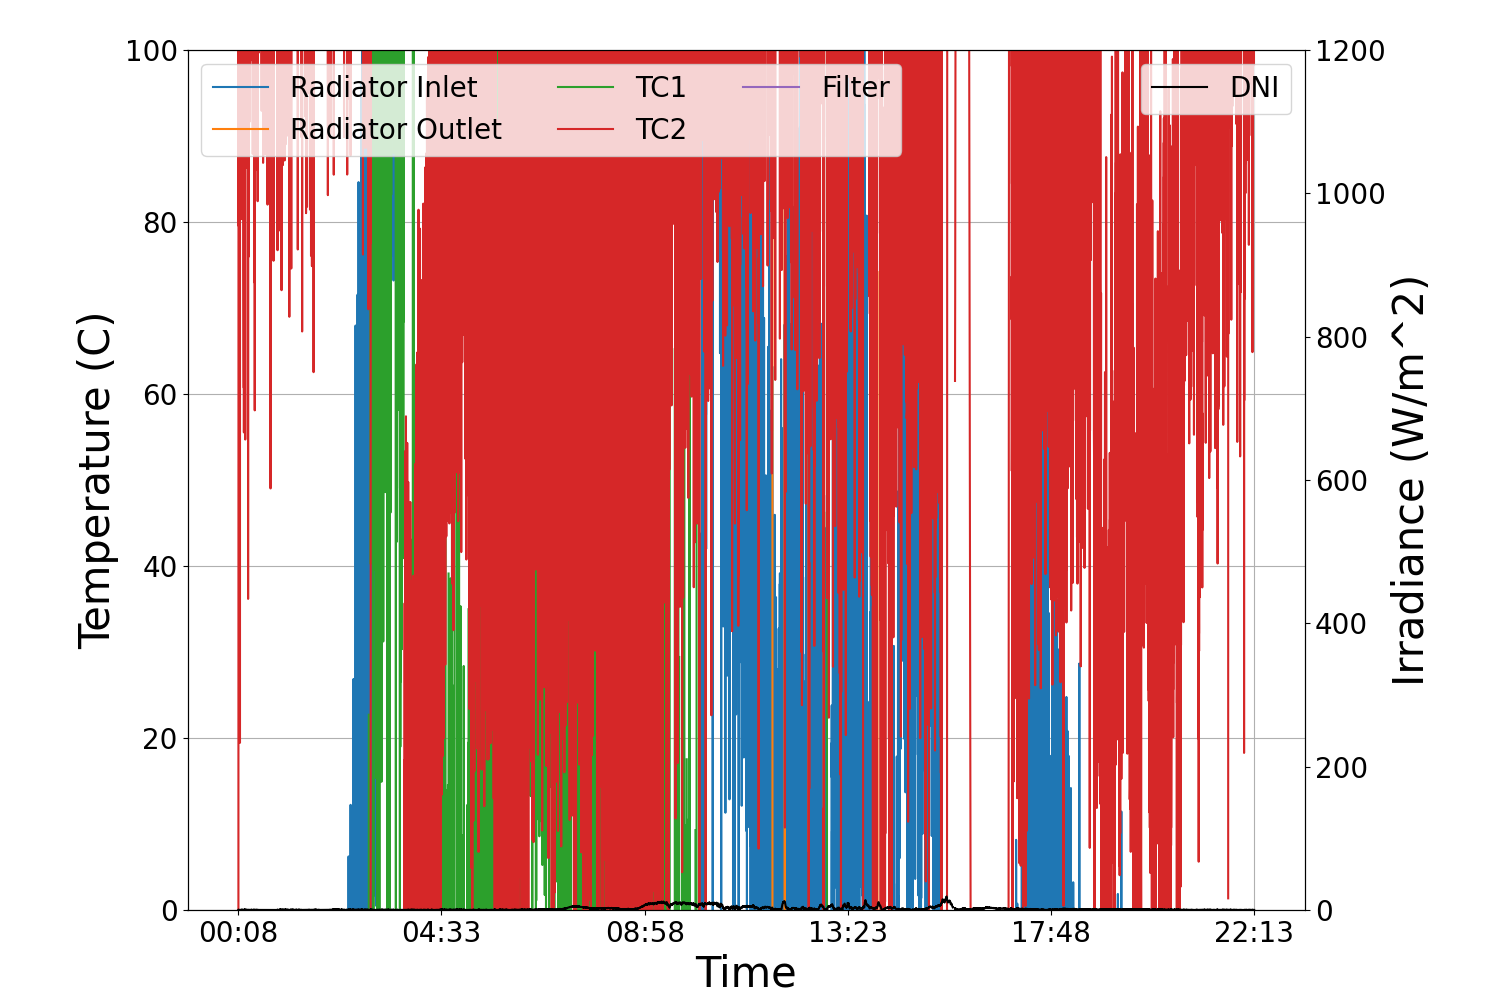 100
80
60
40
20
0
Temperature (C)
Radiator Inlet
Radiator Outlet
TC1
TC2
Filter
DNI
1200
1000
800
600
400
200
0
Irradiance (W/m^2)
00:08
04:33
08:58
13:23
17:48
22:13
Time